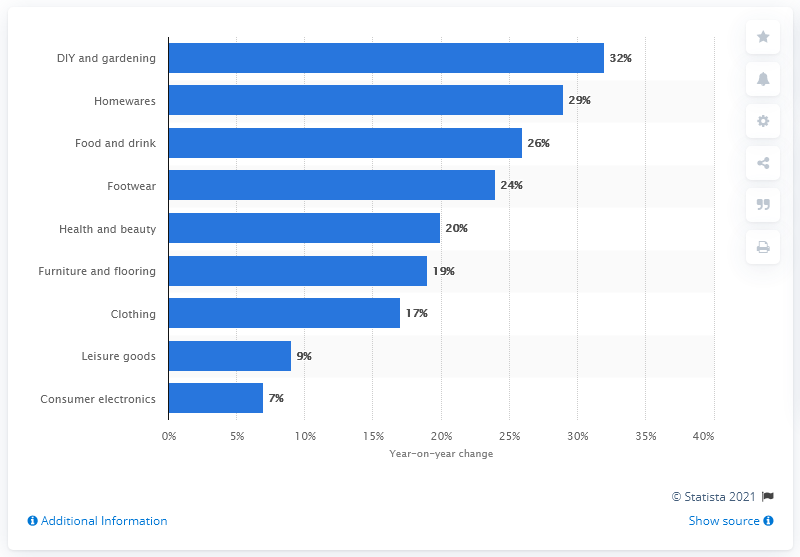 DIY and gardening 32%
Homewares 29%
Food and drink 26%
Footwear 24%
Health and beauty 20%
Furniture and flooring 19%
Clothing 17%
Leisure goods 9%
Consumer electronics 7%
0% 5% 10% 15% 20% 25% 30% 35% 40%
Year-on-year change
© Statista 2021
Additional Information Show source